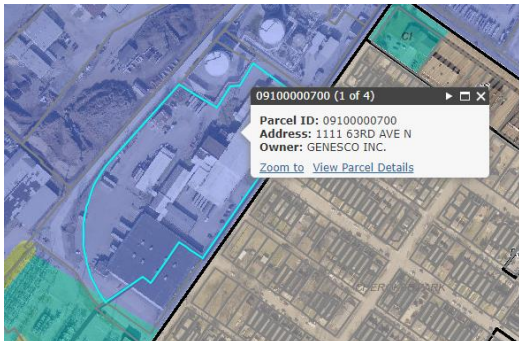 CI
09100000700 (1 of 4)
Parcel ID: 09100000700
Address: 1111 63RD AVE N
Owner: GENESCO INC.
Zoom to View Parcel Details
PARK